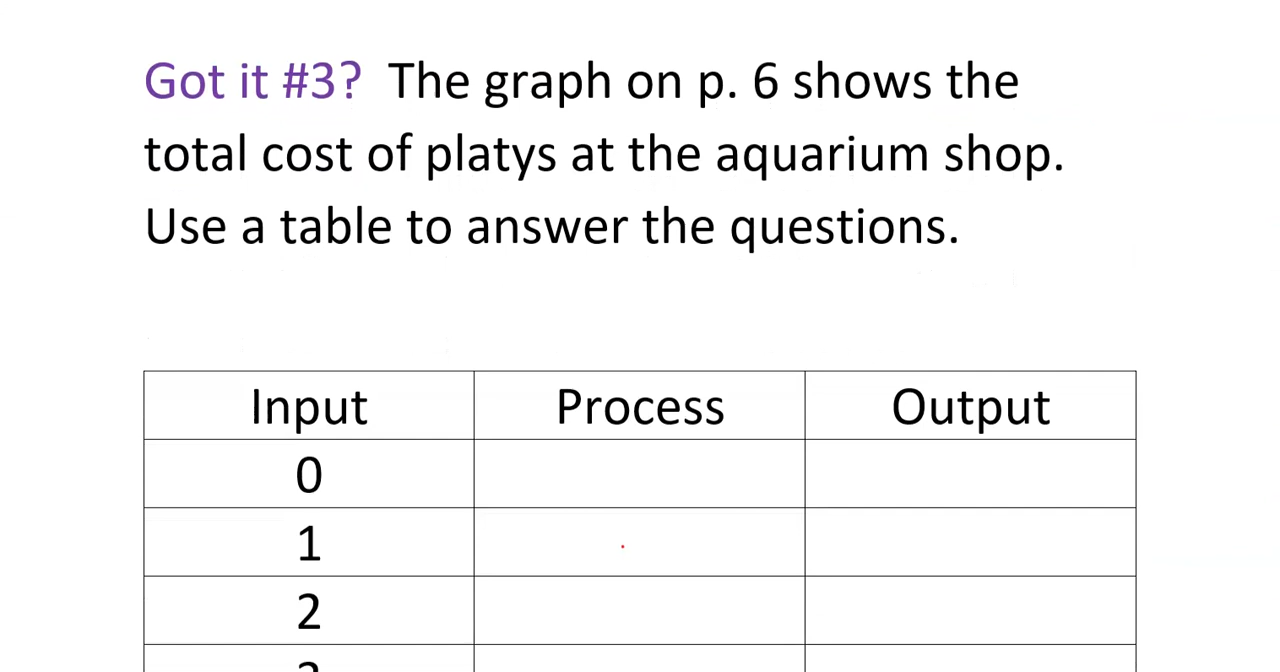 Got it #3? The graph on p. 6 shows the
total cost of platys at the aquarium shop.
Use a table to answer the questions.
Input Process Output
0
1
2